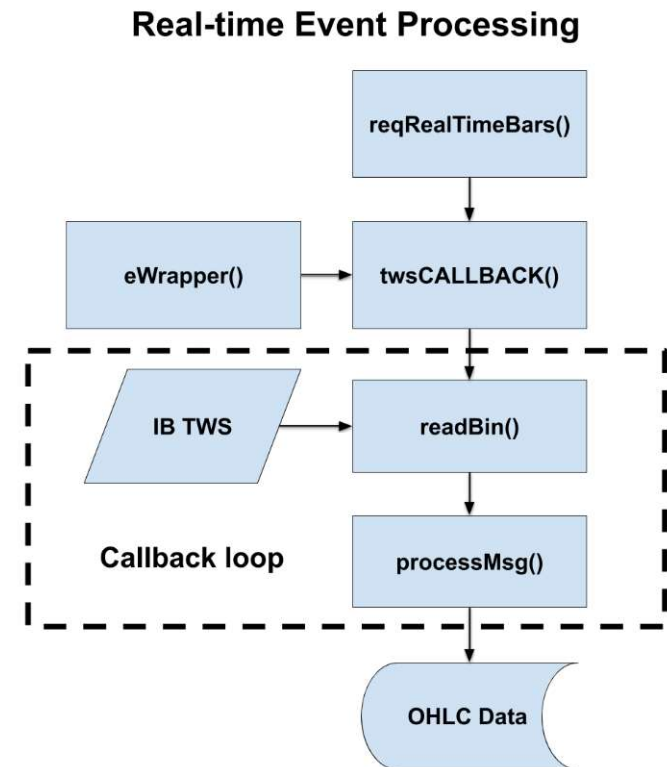 Real-time Event Processing
reqRealTimeBars()
eWrapper()
twsCALLBACK()
IB TWS
readBin()
Callback loop
processMsg()
OHLC Data